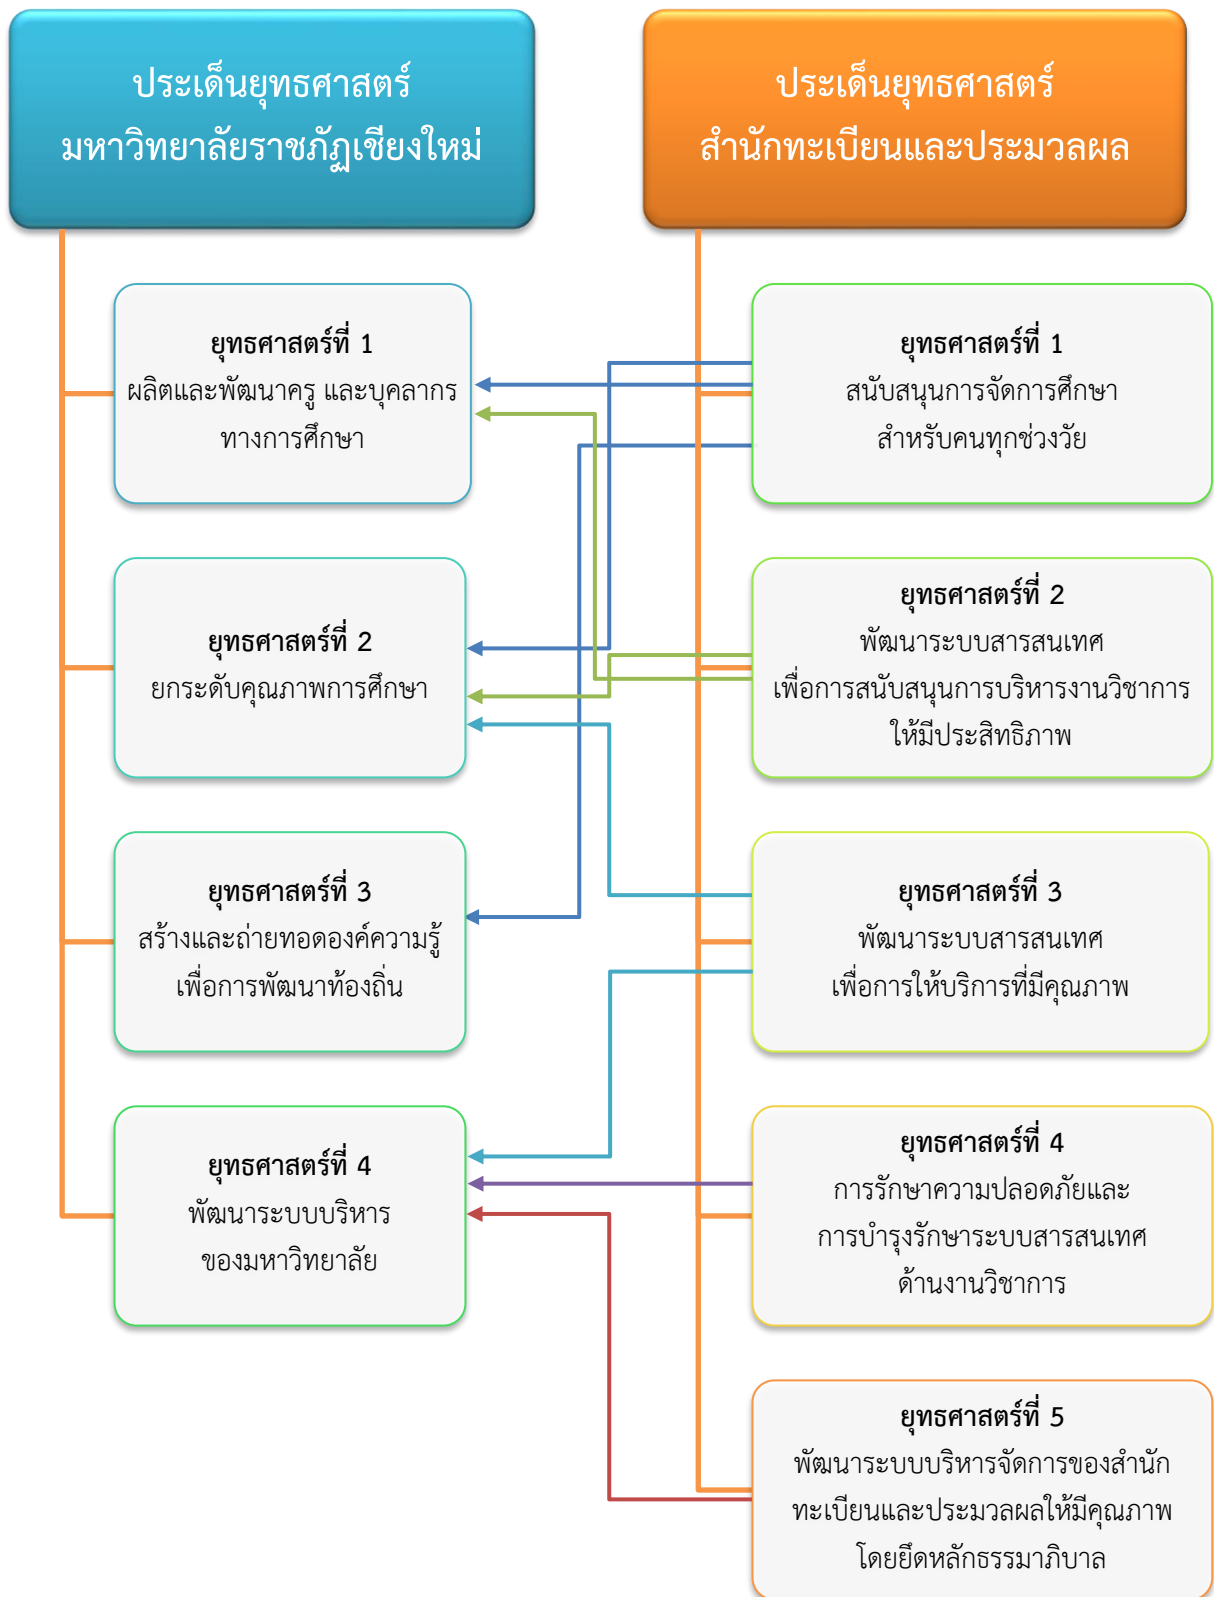 ประเด็นยุทธศาสตร์
มหาวิทยาลัยราชภัฏเชียงใหม่
ยุทธศาสตร์ที่ 1
ผลิตและพัฒนาครู และบุคลากร
ทางการศึกษา
ยุทธศาสตร์ที่ 2
ยกระดับคุณภาพการศึกษา
ยุทธศาสตร์ที่ 3
สร้างและถ่ายทอดองค์ความรู้
เพื่อการพัฒนาท้องถิ่น
ยุทธศาสตร์ที่ 4
พัฒนาระบบบริหาร
ของมหาวิทยาลัย
ประเด็นยุทธศาสตร์
สำนักทะเบียนและประมวลผล
ยุทธศาสตร์ที่ 1
สนับสนุนการจัดการศึกษา
สำหรับคนทุกช่วงวัย
ยุทธศาสตร์ที่ 2
พัฒนาระบบสารสนเทศ
เพื่อการสนับสนุนการบริหารงานวิชาการ
ให้มีประสิทธิภาพ
ยุทธศาสตร์ที่ 3
พัฒนาระบบสารสนเทศ
เพื่อการให้บริการที่มีคุณภาพ
ยุทธศาสตร์ที่ 4
การรักษาความปลอดภัยและ
การบำรุงรักษาระบบสารสนเทศ
ด้านงานวิชาการ
ยุทธศาสตร์ที่ 5
พัฒนาระบบบริหารจัดการของสำนัก
ทะเบียนและประมวลผลให้มีคุณภาพ
โดยยึดหลักธรรมาภิบาล